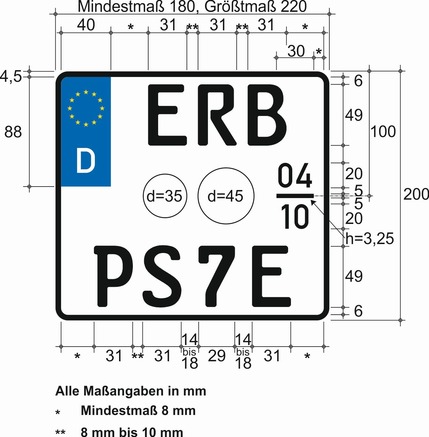 Mindestmaß 180, Größtmaß 220
40 * 31 ** 31 ** 31 *
30 *
4,5
88
ERB
D
d=35 d=45
04
10
PS7E
6
49
20
5
5
20
49
6
100
200
h=3,25
* 31 ** 31 14 bis 18 29 14 bis 18 31 *
Alle Maßangaben in mm
* Mindestmaß 8 mm
** 8 mm bis 10 mm